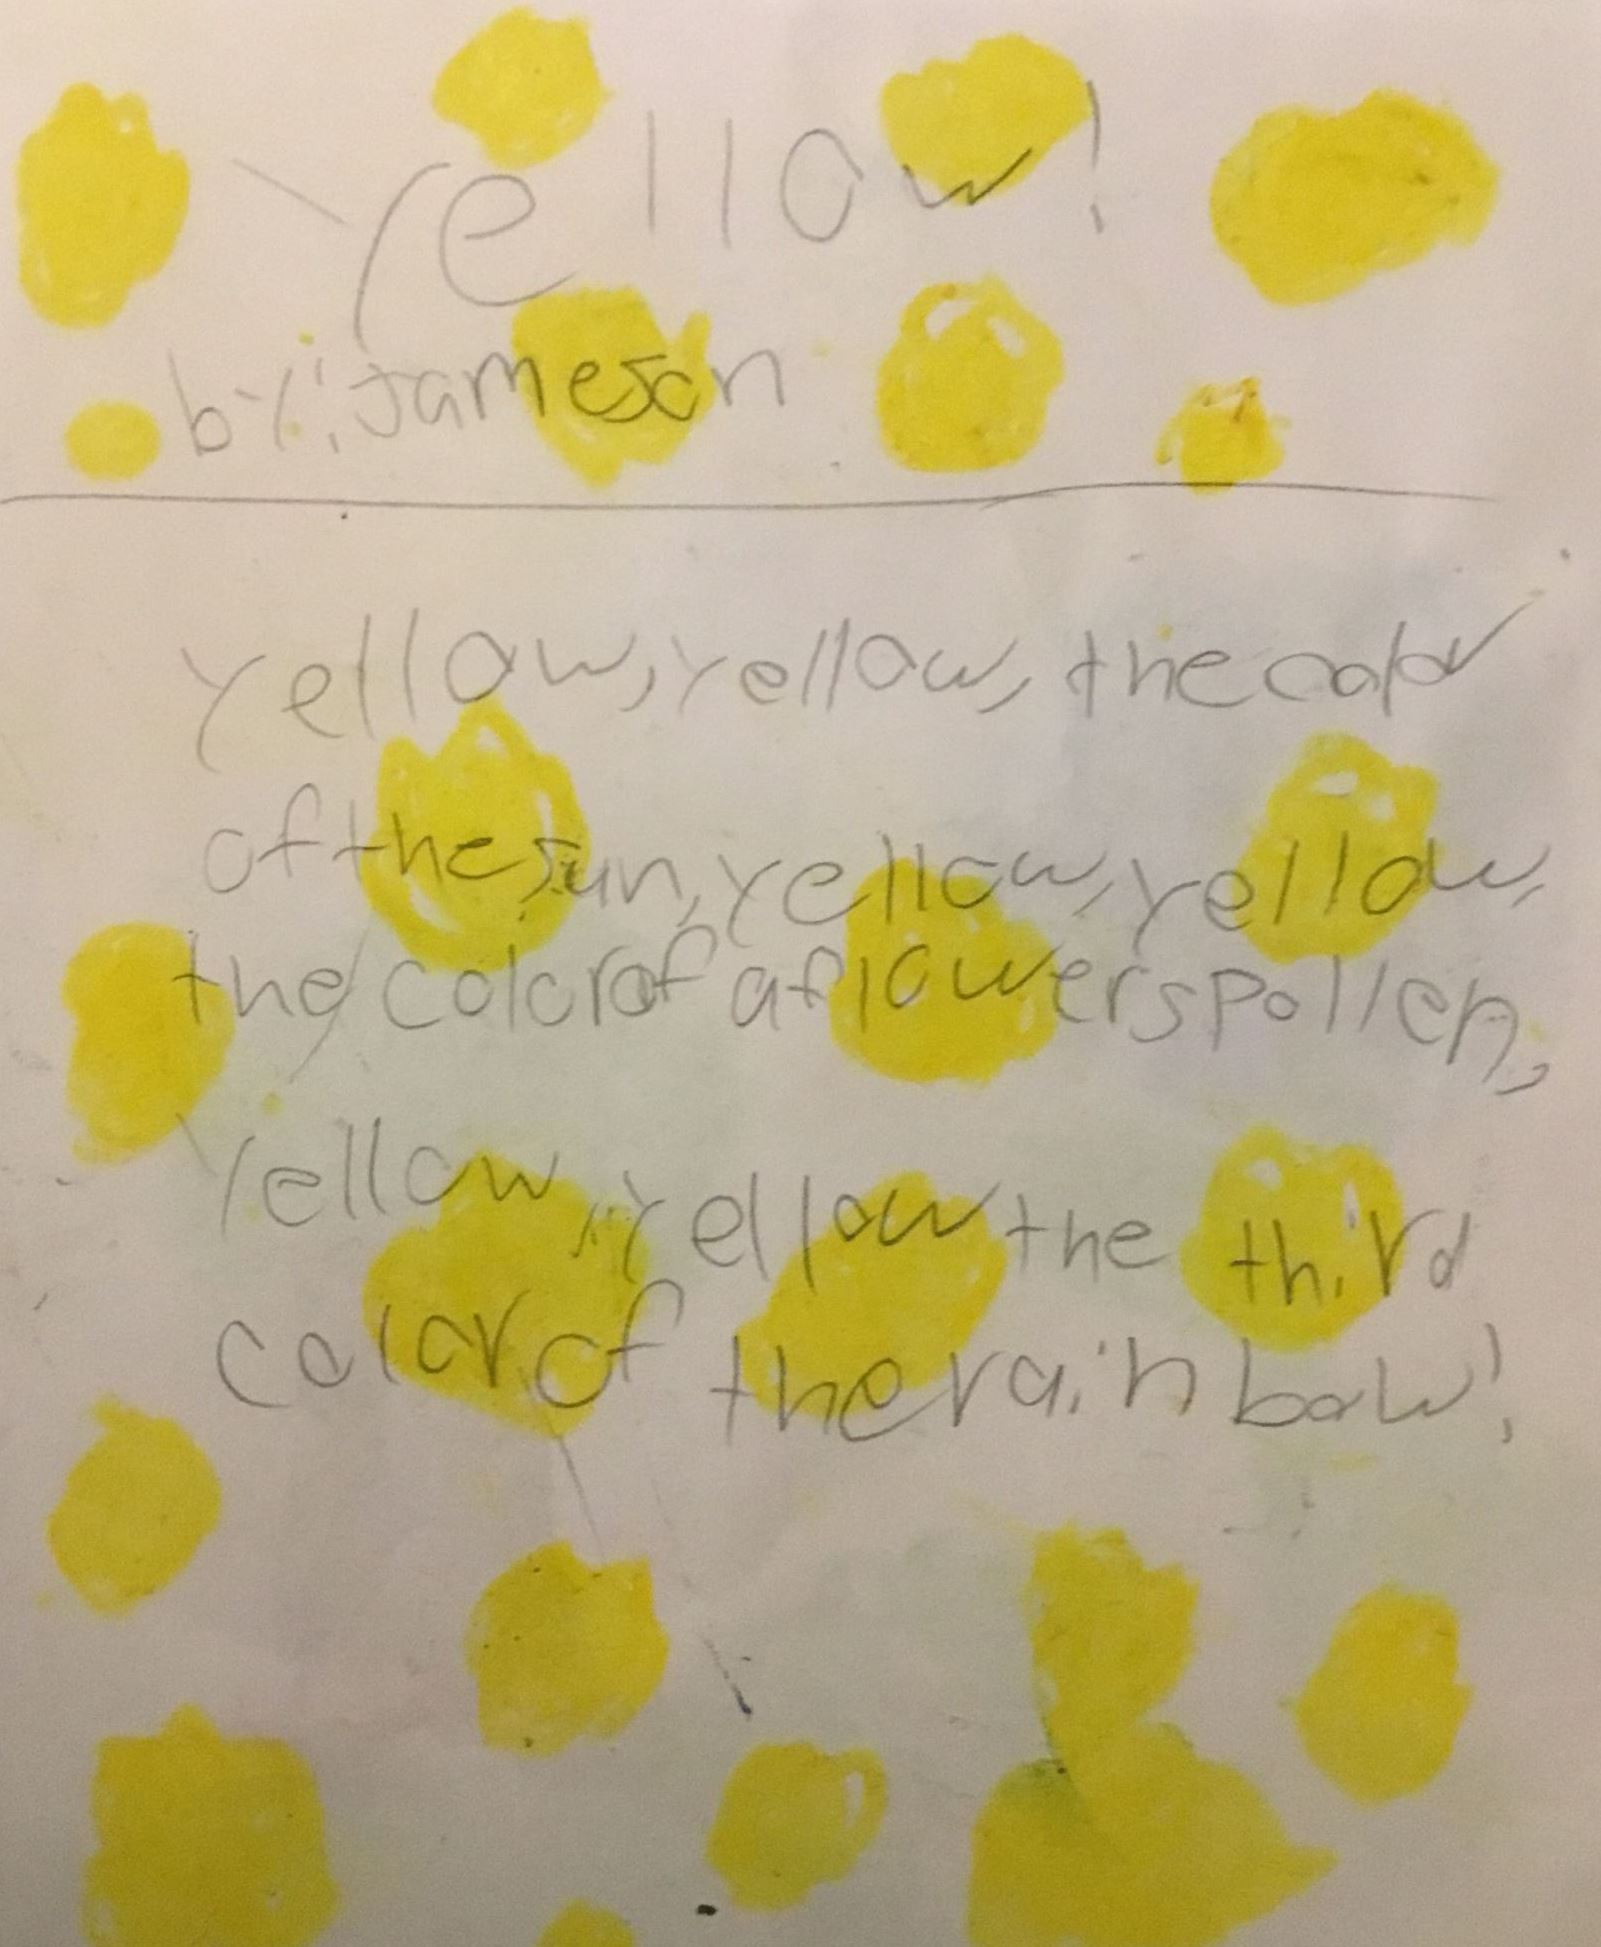 Yellow!
by: Jameson
Yellow, yellow, the color
of the sun, yellow, yellow,
the color of a flowers pollen,
Yellow, yellow the third
color of the rainbow!